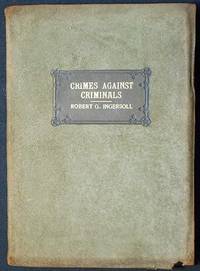 CRIMES AGAINST
CRIMINALS
ROBERT G. INGERSOLL